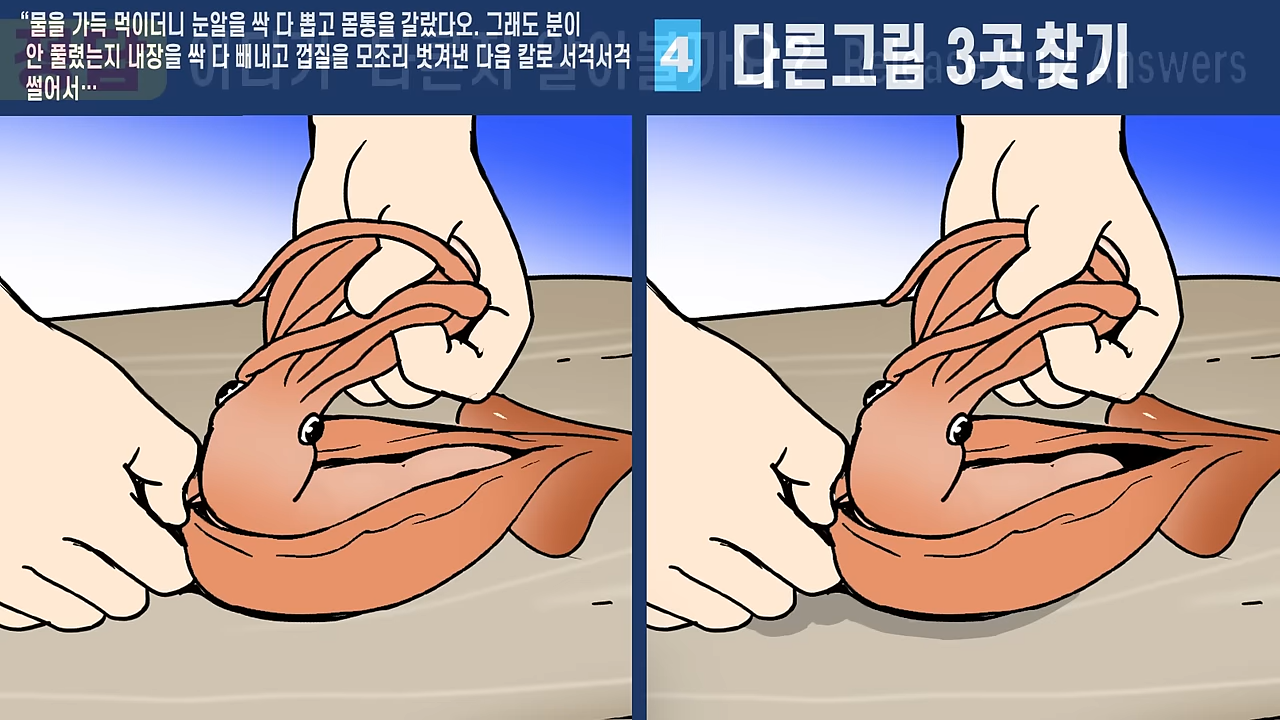 “물을 가득 먹이더니 눈알을 싹 다 뽑고 몸통을 갈랐다오. 그래도 분이
안 풀렸는지 내장을 싹 다 빼내고 껍질을 모조리 벗겨낸 다음 칼로 서걱서걱
썰어서…
4 다른그림 3곳 찾기
Answers